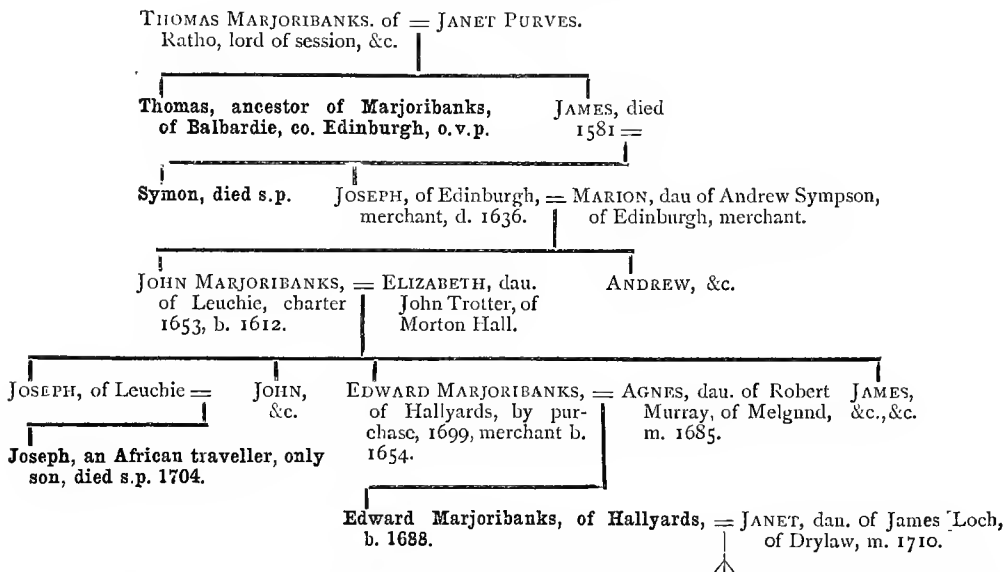 THOMAS MARJORIBANKS. of = JANET PURVES.
Ratho, lord of session, &c.
Thomas, ancestor of Marjoribanks,
of Balbardie, co. Edinburgh, o.v.p.
JAMES, died
1581 =
Symon, died s.p.
JOSEPH, of Edinburgh, = MARION, dau of Andrew Sympson,
merchant, d. 1636. of Edinburgh, merchant.
JOHN MARJORIBANKS, = ELIZABETH, dau.
of Leuchie, charter John Trotter, of
1653, b. 1612. Morton Hall.
ANDREW, &c.
JOSEPH, of Leuchie =
JOHN,
&c.
EDWARD MARJORIBANKS, = AGNES, dau. of Robert
of Hallyards, by pur- Murray, of Melgund,
chase, 1699, merchant b. m. 1685.
1654.
JAMES,
&c., &c.
Joseph, an African traveller, only
son, died s.p. 1704.
Edward Marjoribanks, of Hallyards, = JANET, dau. of James Loch,
b. 1688. of Drylaw, m. 1710.